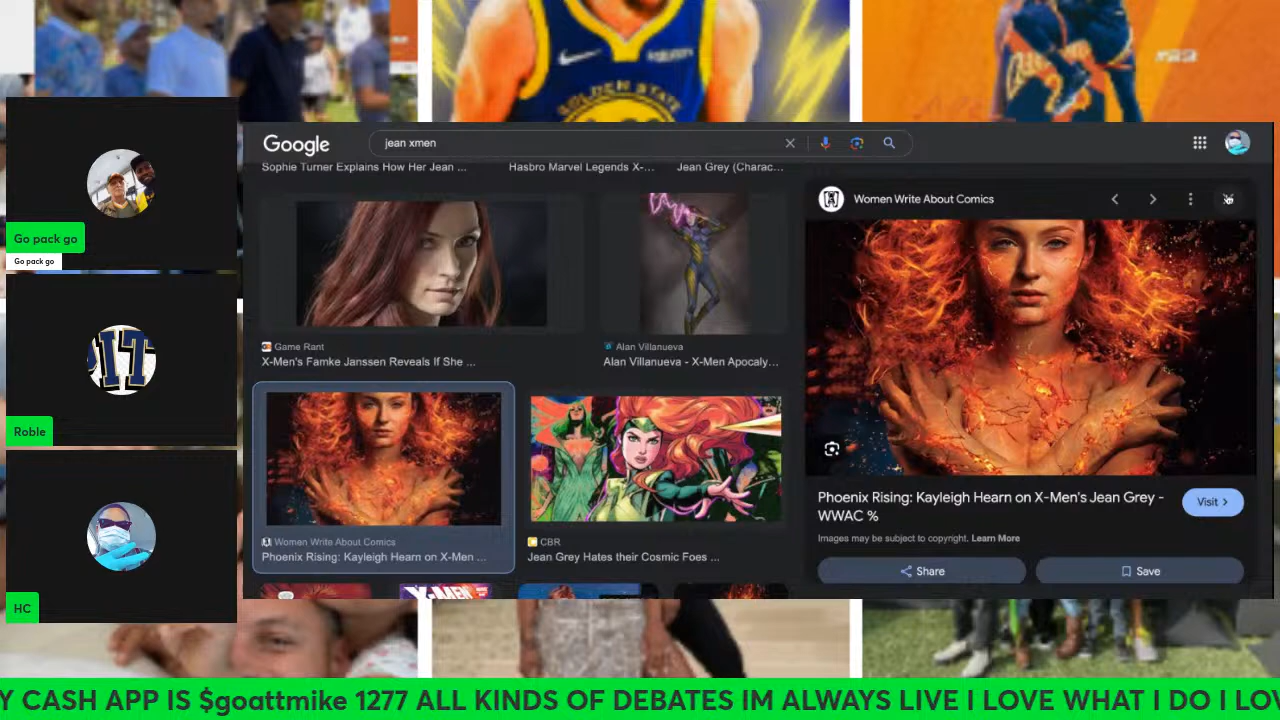 GOLDEN STATE
Google
jean xmen
Sophie Turner Explains How Her Jean ...
Hasbro Marvel Legends X-...
Jean Grey (Charac...
Women Write About Comics
Go pack go
Go pack go
Game Rant
X-Men's Famke Janssen Reveals If She ...
Alan Villanueva
Alan Villanueva - X-Men Apocaly...
Roble
Phoenix Rising: Kayleigh Hearn on X-Men's Jean Grey -
WWAC %
Visit
Images may be subject to copyright. Learn More
Women Write About Comics
Phoenix Rising: Kayleigh Hearn on X-Men ...
CBR
Jean Grey Hates their Cosmic Foes ...
Share
Save
X-MEN
HC
Y CASH APP IS $goattmike 1277 ALL KINDS OF DEBATES IM ALWAYS LIVE I LOVE WHAT I DO I LOV